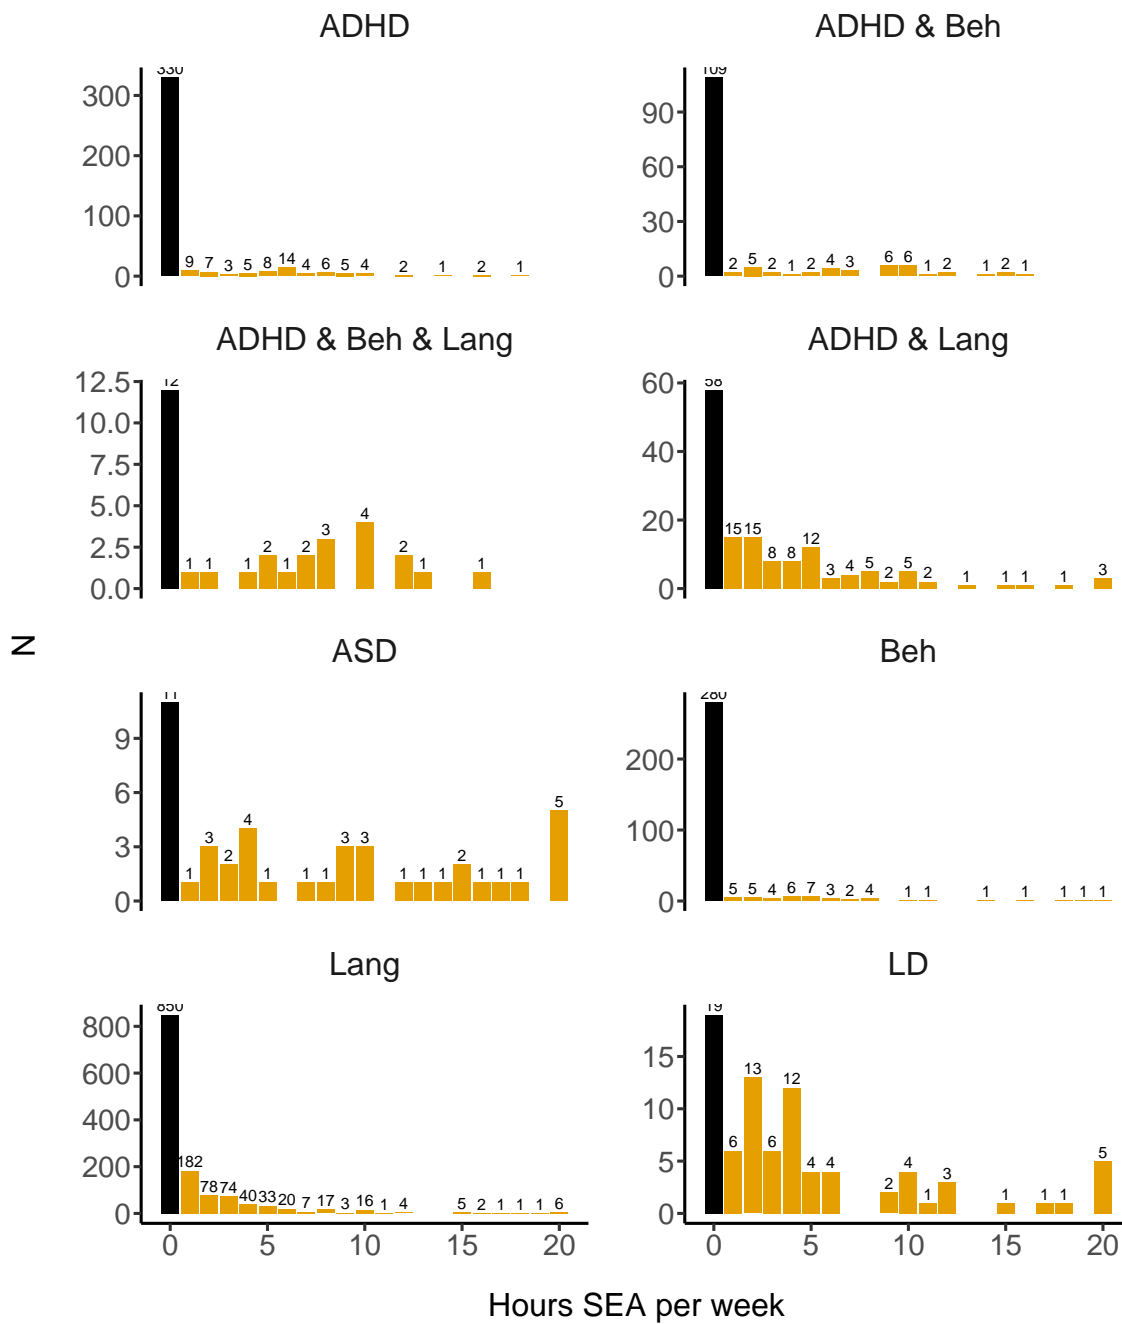 ADHD
ADHD & Beh
330
300
200
100
0
9 7 3 5 8 14 4 6 5 4 2 1 2 1
109
90
60
30
0
2 5 2 1 2 4 3 6 6 1 2 1 2 1
ADHD & Beh & Lang
ADHD & Lang
12
12.5
10.0
7.5
5.0
2.5
0.0
1 1 1 2 1 2 3 4 2 1 1
58
60
40
20
0
15 15 8 8 12 3 4 5 2 5 2 1 1 1 1 3
N
ASD
Beh
11
9
6
3
0
1 3 2 4 1 1 1 3 3 1 1 1 2 1 1 1 5
280
200
100
0
5 5 4 6 7 3 2 4 1 1 1 1 1 1 1
Lang
LD
850
800
600
400
200
0
182 78 74 40 33 20 7 17 3 16 1 4 5 2 1 1 1 6
0 5 10 15 20
19
15
10
5
0
6 13 6 12 4 4 2 4 1 3 1 1 1 5
0 5 10 15 20
Hours SEA per week